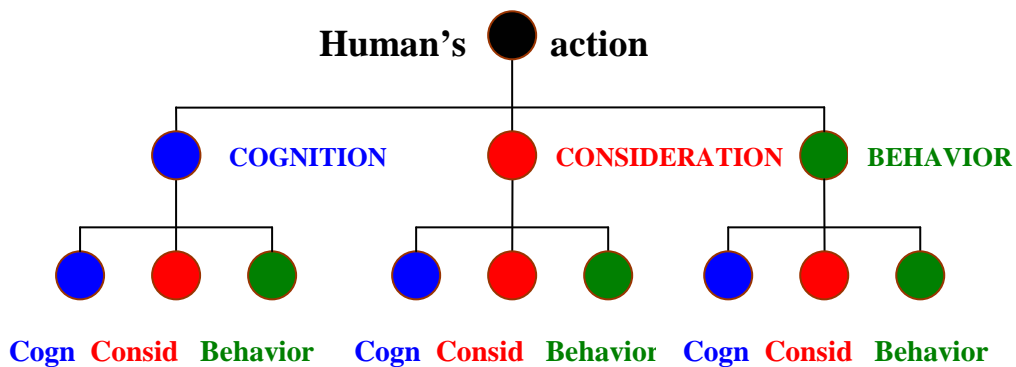 Human's action
COGNITION CONSIDERATION BEHAVIOR
Cogn Consid Behavior Cogn Consid Behavior Cogn Consid Behavior